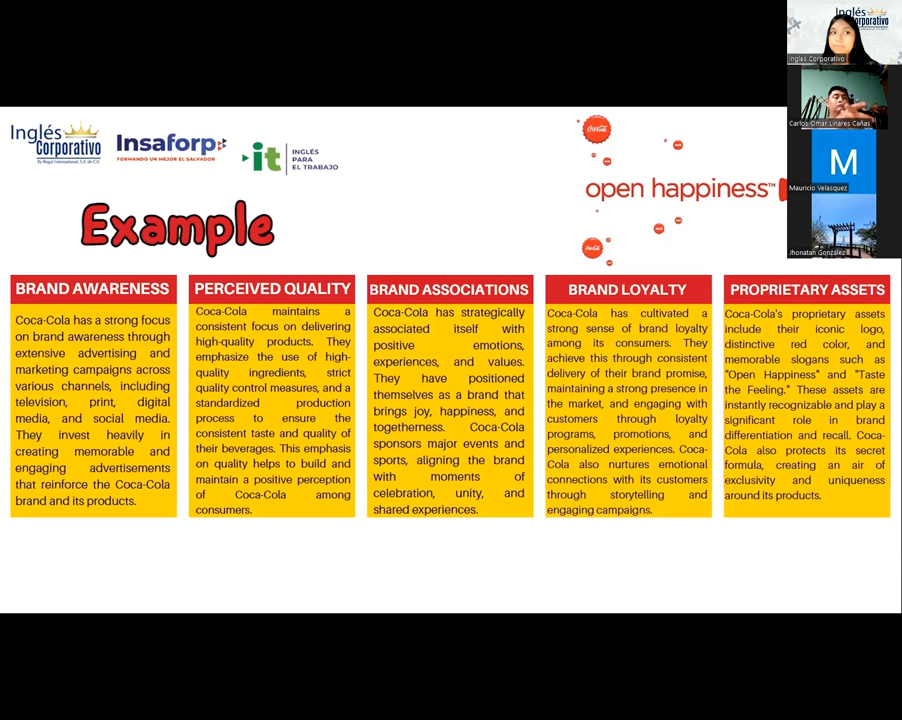 Inglés
Corporativo
By Regal International, S.A. de C.V
Insaforp
FORMANDO UN MEJOR EL SALVADOR
it
INGLÉS
PARA
EL TRABAJO
open happiness™
Example
BRAND AWARENESS
Coca-Cola has a strong focus
on brand awareness through
extensive advertising and
marketing campaigns across
various channels, including
television, print, digital
media, and social media.
They invest heavily in
creating memorable and
engaging advertisements
that reinforce the Coca-Cola
brand and its products.
PERCEIVED QUALITY
Coca-Cola maintains a
consistent focus on delivering
high-quality products. They
emphasize the use of high-
quality ingredients, strict
quality control measures, and a
standardized production
process to ensure the
consistent taste and quality of
their beverages. This emphasis
on quality helps to build and
maintain a positive perception
of Coca-Cola among
consumers.
BRAND ASSOCIATIONS
Coca-Cola has strategically
associated itself with
positive emotions,
experiences, and values.
They have positioned
themselves as a brand that
brings joy, happiness, and
togetherness. Coca-Cola
sponsors major events and
sports, aligning the brand
with moments of
celebration, unity, and
shared experiences.
BRAND LOYALTY
Coca-Cola has cultivated a
strong sense of brand loyalty
among its consumers. They
achieve this through consistent
delivery of their brand promise,
maintaining a strong presence in
the market, and engaging with
customers through loyalty
programs, promotions, and
personalized experiences. Coca-
Cola also nurtures emotional
connections with its customers
through storytelling and
engaging campaigns.
PROPRIETARY ASSETS
Coca-Cola's proprietary assets
include their iconic logo,
distinctive red color, and
memorable slogans such as
"Open Happiness" and "Taste
the Feeling." These assets are
instantly recognizable and play a
significant role in brand
differentiation and recall. Coca-
Cola also protects its secret
formula, creating an air of
exclusivity and uniqueness
around its products.
Inglés
Corporativo
Ingles Corporativo
Carlos Omar Linares Cañas
M
Mauricio Velasquez
Jhonatan González